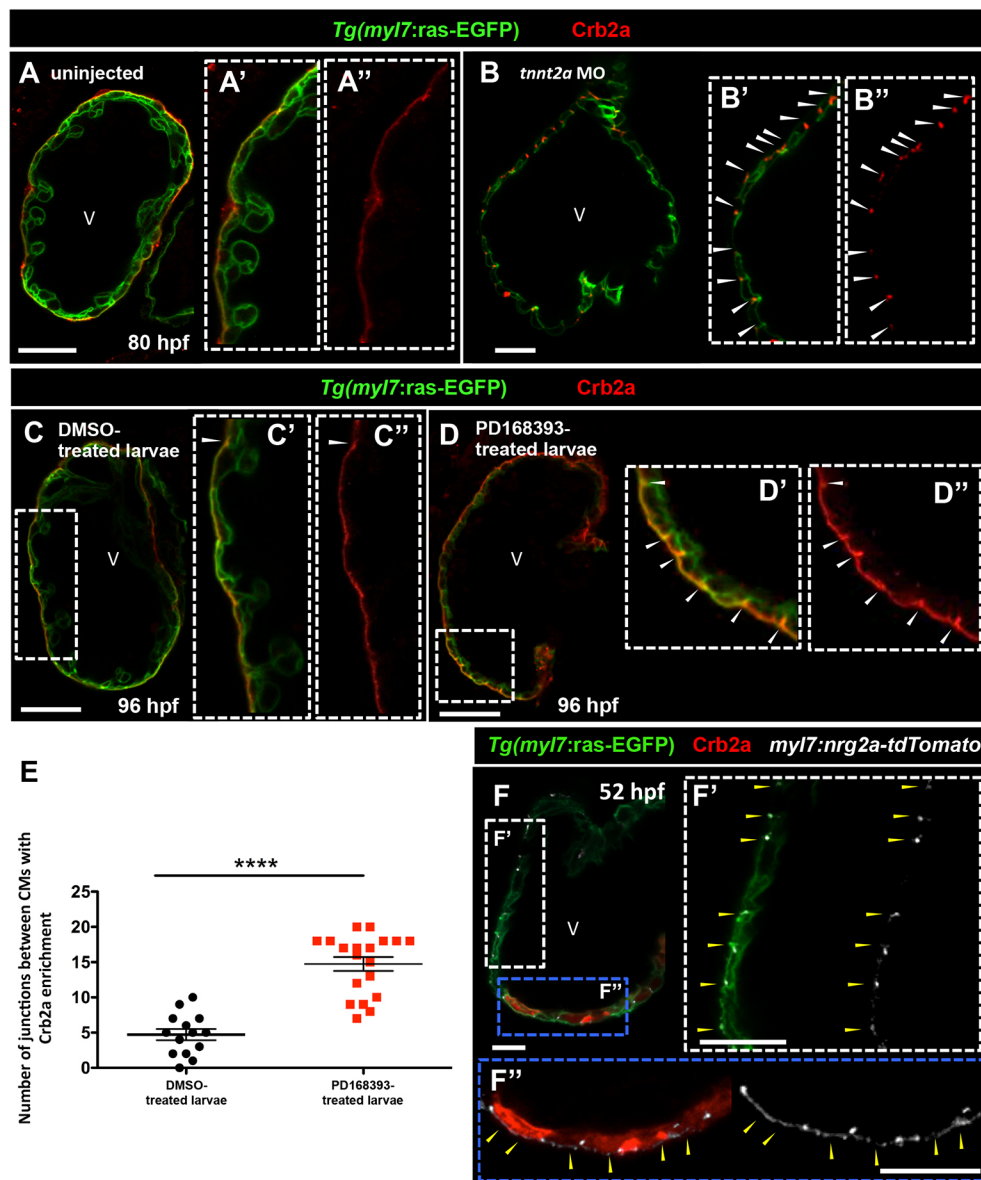 Tg(myl7:ras-EGFP) Crb2a
A uninjected
A’
A”
V
80 hpf
B tnnt2a MO
B’
B”
V
Tg(myl7:ras-EGFP) Crb2a
C DMSO-
treated larvae
C’
C”
V
96 hpf
D PD168393-
treated larvae
D’
D”
V
96 hpf
E
Number of junctions between CMs with
Crb2a enrichment
****
25
20
15
10
5
0
DMSO-
treated larvae
PD168393-
treated larvae
Tg(myl7:ras-EGFP) Crb2a myl7:nrg2a-tdTomato
F 52 hpf
F’
V
F”
F’
F”